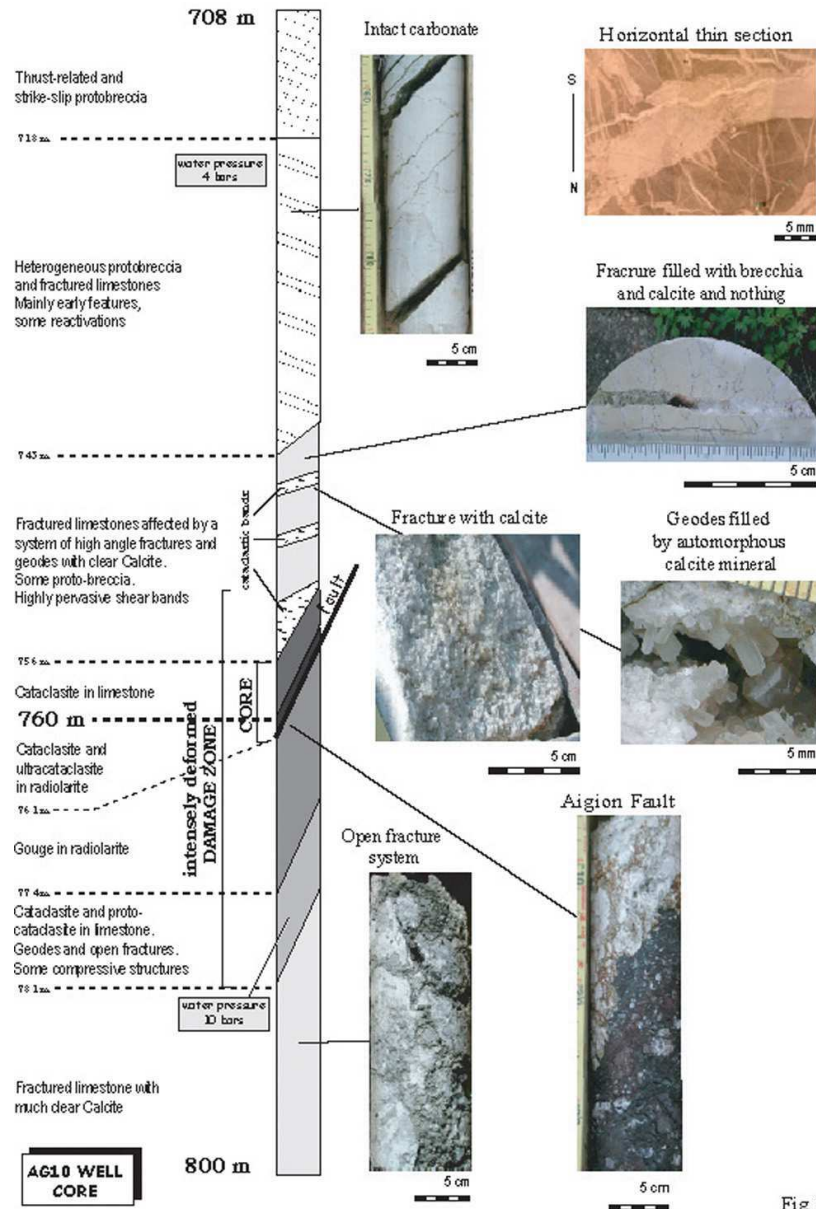 708 m
Thrust-related and
strike-slip protobreccia
718 m
water pressure
4 bars
Heterogeneous protobreccia
and fractured limestones
Mainly early features,
some reactivations
743 m
cataclastic bands
Fractured limestones affected by a
system of high angle fractures and
geodes with clear Calcite.
Some proto-breccia.
Highly pervasive shear bands
fault
756 m
Cataclasite in limestone
760 m
CORE
Cataclasite and
ultracataclasite
in radiolarite
761 m
intensely deformed
DAMAGE ZONE
Gouge in radiolarite
774 m
Cataclasite and proto-
cataclasite in limestone.
Geodes and open fractures.
Some compressive structures
781 m
water pressure
10 bars
Fractured limestone with
much clear Calcite
800 m
AG10 WELL
CORE
Intact carbonate
5 cm
Horizontal thin section
S
N
5 mm
Fracrure filled with brecchia
and calcite and nothing
5 cm
Fracture with calcite
5 cm
Geodes filled
by automorphous
calcite mineral
5 mm
Open fracture
system
5 cm
Aigion Fault
5 cm
Fig